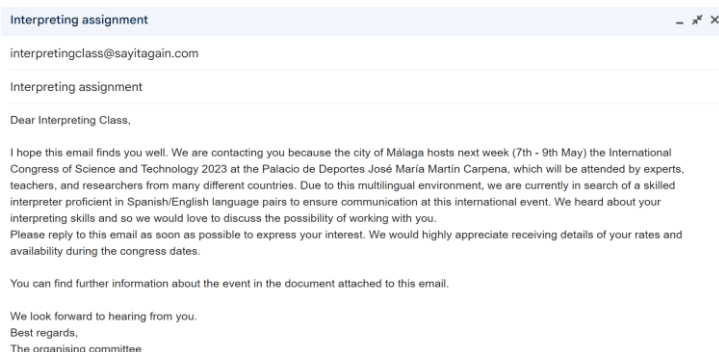 Interpreting assignment
interpretingclass@sayitagain.com
Interpreting assignment
Dear Interpreting Class,
I hope this email finds you well. We are contacting you because the city of Málaga hosts next week (7th - 9th May) the International
Congress of Science and Technology 2023 at the Palacio de Deportes José María Martín Carpena, which will be attended by experts,
teachers, and researchers from many different countries. Due to this multilingual environment, we are currently in search of a skilled
interpreter proficient in Spanish/English language pairs to ensure communication at this international event. We heard about your
interpreting skills and so we would love to discuss the possibility of working with you.
Please reply to this email as soon as possible to express your interest. We would highly appreciate receiving details of your rates and
availability during the congress dates.
You can find further information about the event in the document attached to this email.
We look forward to hearing from you.
Best regards,
The organising committee